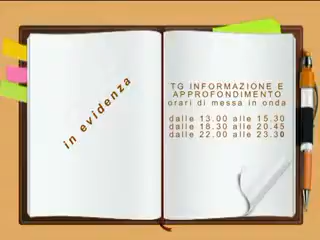 in evidenza
TG INFORMAZIONE E
APPROFONDIMENTO
orari di messa in onda
dalle 13.00 alle 15.30
dalle 18.30 alle 20.45
dalle 22.00 alle 23.30